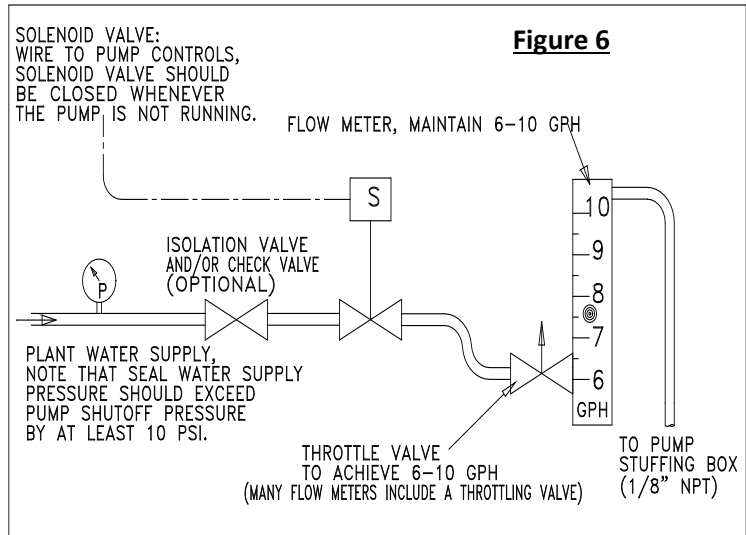 SOLENOID VALVE:
WIRE TO PUMP CONTROLS,
SOLENOID VALVE SHOULD
BE CLOSED WHENEVER
THE PUMP IS NOT RUNNING.
Figure 6
FLOW METER, MAINTAIN 6-10 GPH
S
10
9
8
7
6
GPH
ISOLATION VALVE
AND/OR CHECK VALVE
(OPTIONAL)
P
PLANT WATER SUPPLY,
NOTE THAT SEAL WATER SUPPLY
PRESSURE SHOULD EXCEED
PUMP SHUTOFF PRESSURE
BY AT LEAST 10 PSI.
THROTTLE VALVE
TO ACHIEVE 6-10 GPH
(MANY FLOW METERS INCLUDE A THROTTLING VALVE)
TO PUMP
STUFFING BOX
(1/8" NPT)